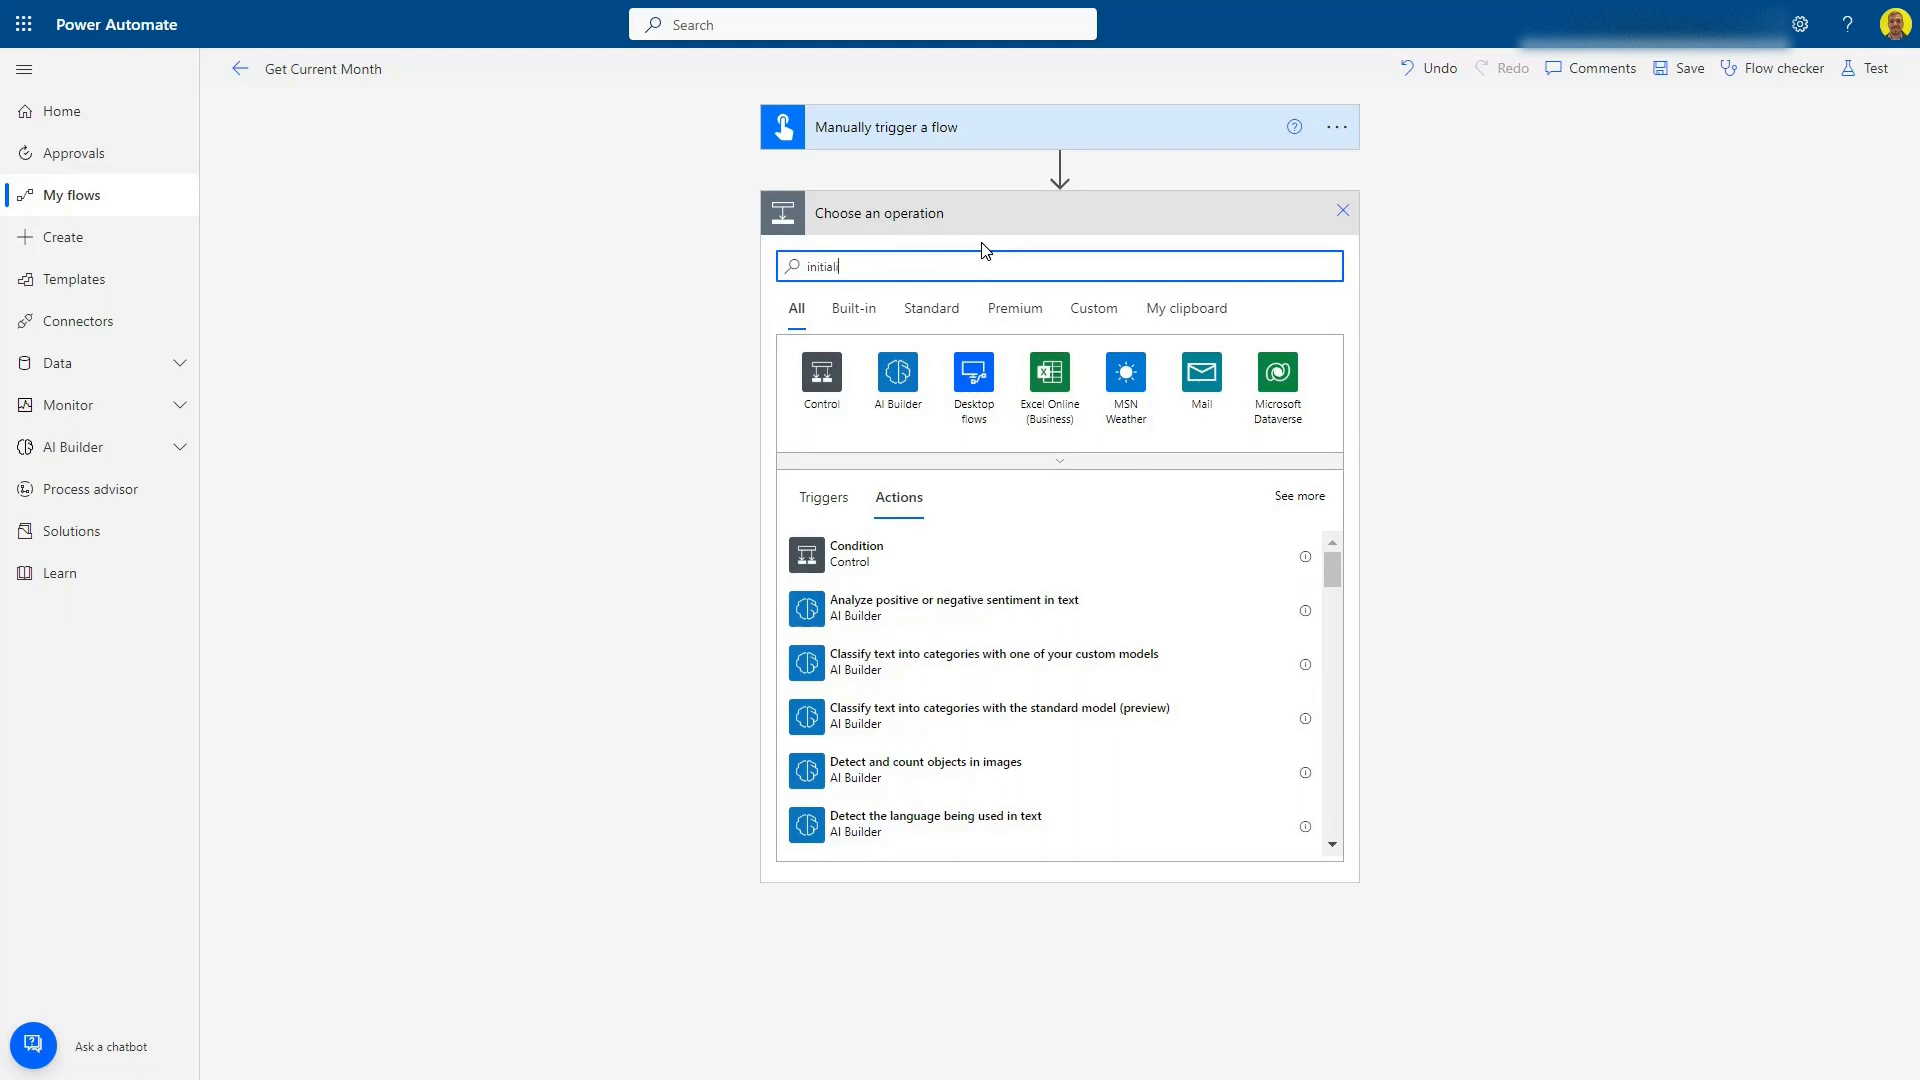 Power Automate
Search
?
Get Current Month
Undo
Redo
Comments
Save
Flow checker
Test
Home
Approvals
My flows
Create
Templates
Connectors
Data
Monitor
AI Builder
Process advisor
Solutions
Learn
Ask a chatbot
Manually trigger a flow
Choose an operation
initiali
All
Built-in
Standard
Premium
Custom
My clipboard
Control
AI Builder
Desktop
flows
Excel Online
(Business)
MSN
Weather
Mail
Microsoft
Dataverse
Triggers
Actions
See more
Condition
Control
Analyze positive or negative sentiment in text
AI Builder
Classify text into categories with one of your custom models
AI Builder
Classify text into categories with the standard model (preview)
AI Builder
Detect and count objects in images
AI Builder
Detect the language being used in text
AI Builder